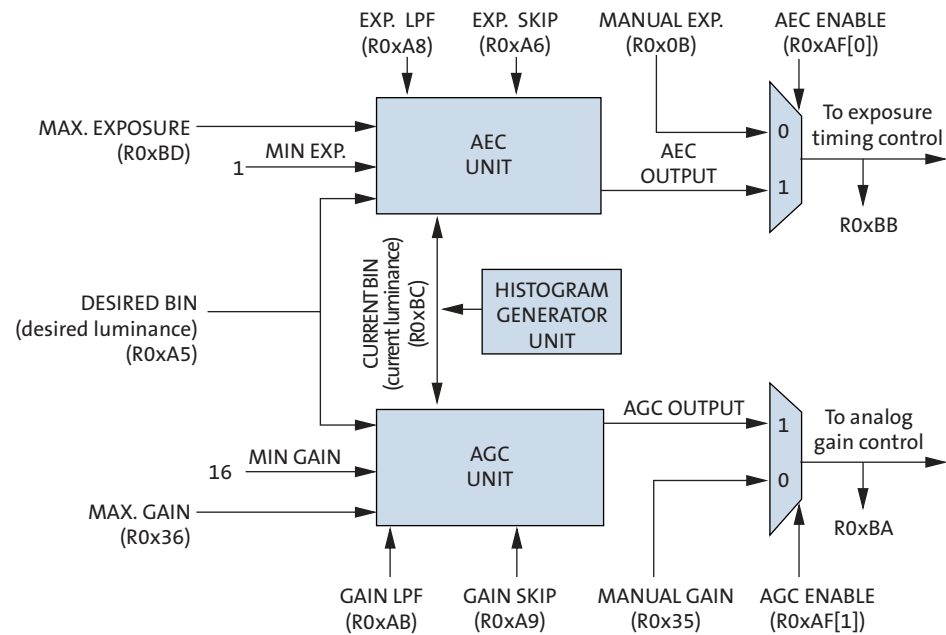 EXP. LPF
(R0xA8)
EXP. SKIP
(R0xA6)
MANUAL EXP.
(R0x0B)
AEC ENABLE
(R0xAF[0])
MAX. EXPOSURE
(R0xBD)
1
MIN EXP.
AEC
UNIT
AEC
OUTPUT
0
1
To exposure
timing control
R0xBB
DESIRED BIN
(desired luminance)
(R0xA5)
CURRENT BIN
(current luminance)
(R0xBC)
HISTOGRAM
GENERATOR
UNIT
16
MIN GAIN
MAX. GAIN
(R0x36)
AGC
UNIT
AGC OUTPUT
1
0
To analog
gain control
R0xBA
GAIN LPF
(R0xAB)
GAIN SKIP
(R0xA9)
MANUAL GAIN
(R0x35)
AGC ENABLE
(R0xAF[1])